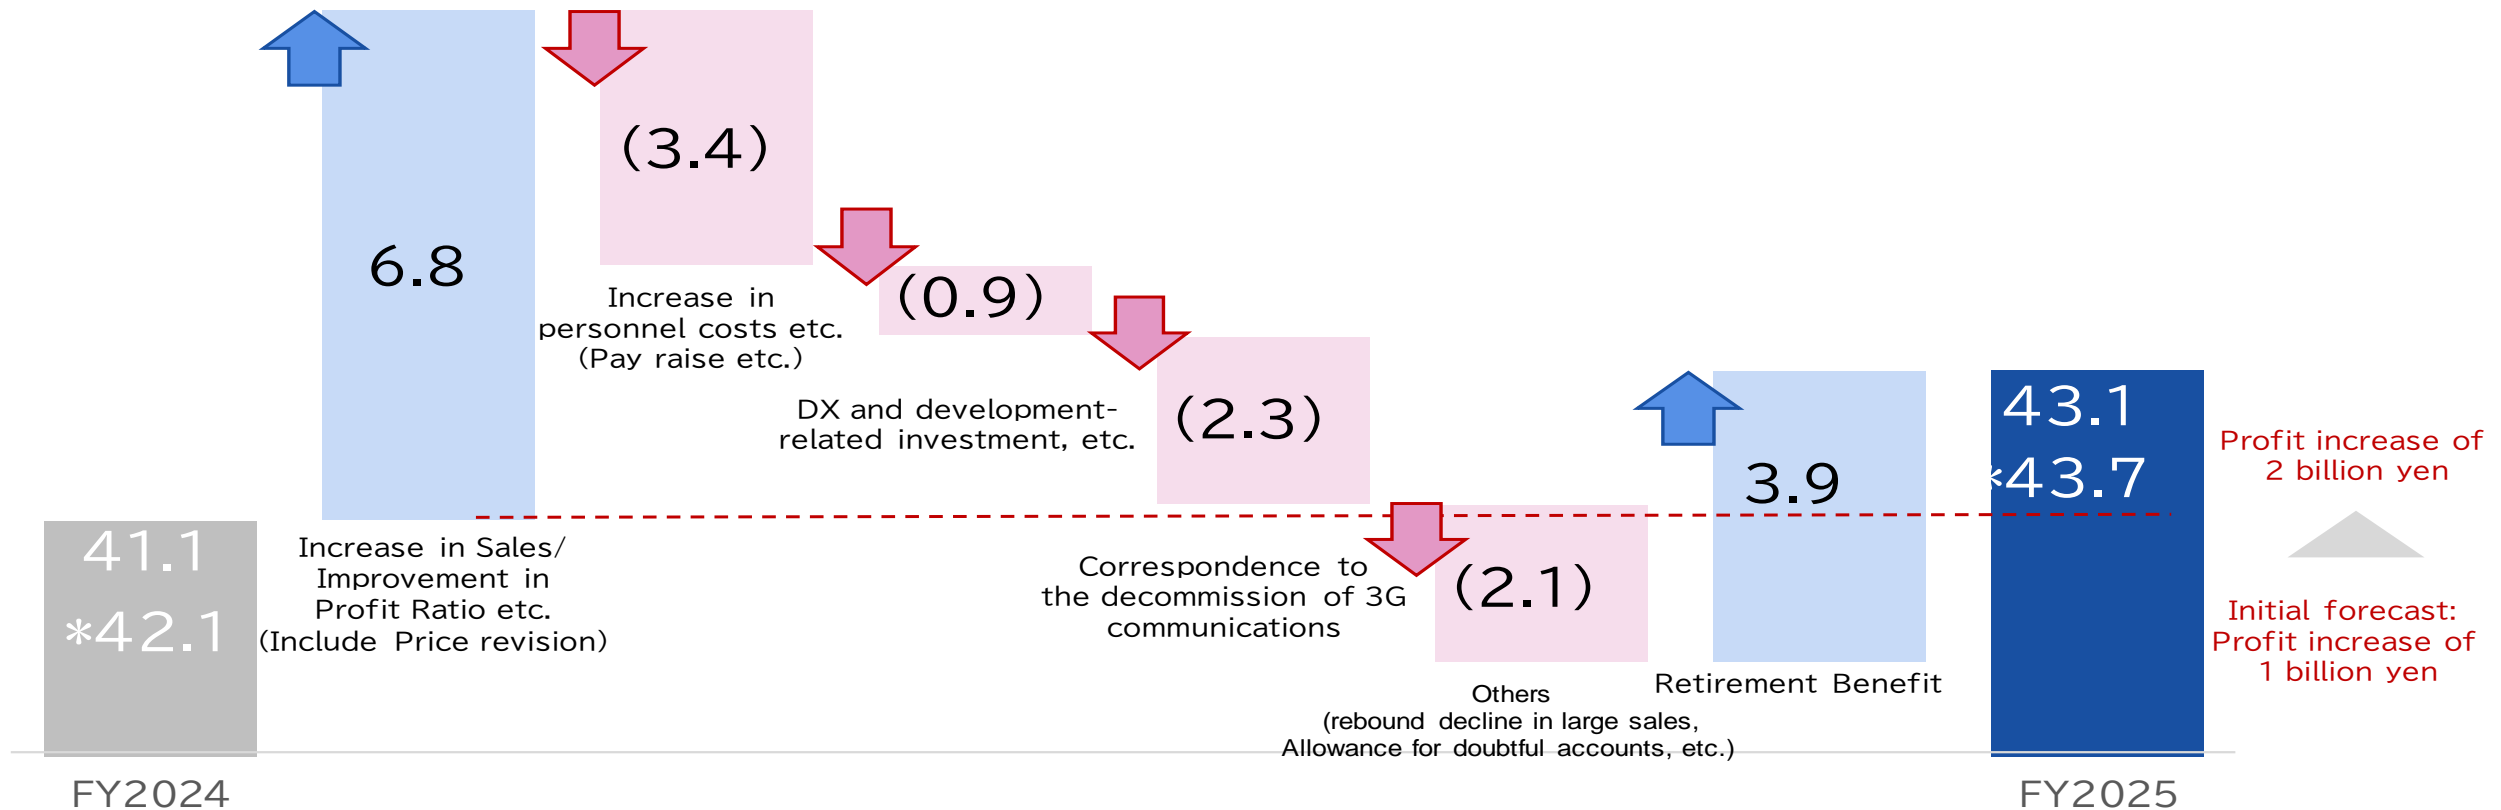 6.8
(3.4)
Increase in
personnel costs etc.
(Pay raise etc.)
(0.9)
DX and development-
related investment, etc.
(2.3)
43.1
*43.7
Profit increase of
2 billion yen
3.9
41.1
*42.1
Increase in Sales/
Improvement in
Profit Ratio etc.
(Include Price revision)
Correspondence to
the decommission of 3G
communications
(2.1)
Initial forecast:
Profit increase of
1 billion yen
Retirement Benefit
Others
(rebound decline in large sales,
Allowance for doubtful accounts, etc.)
FY2024
FY2025